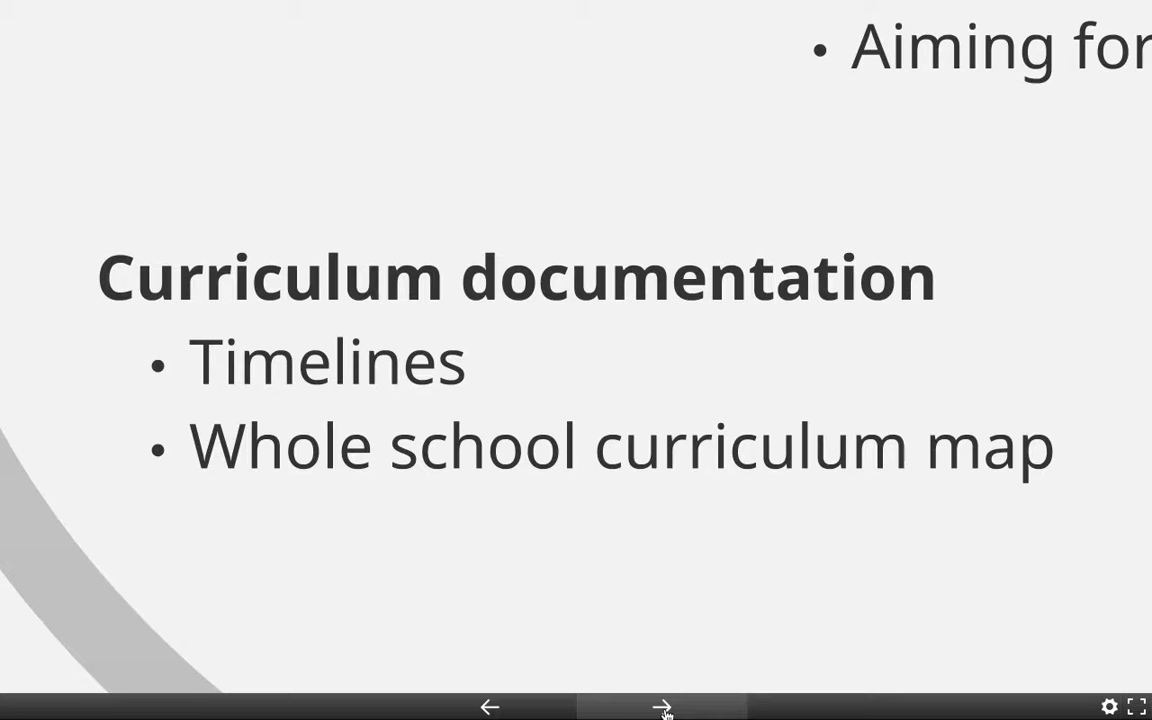 • Aiming for
Curriculum documentation
• Timelines
• Whole school curriculum map